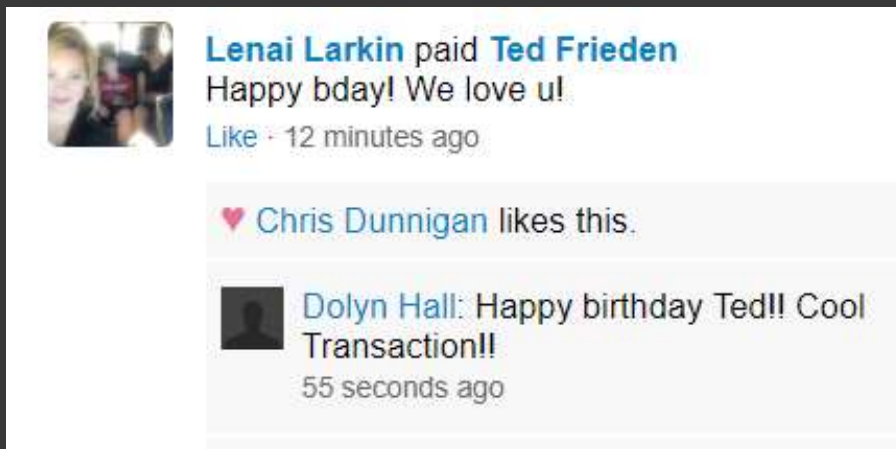 Lenai Larkin paid Ted Frieden
Happy bday! We love u!
Like · 12 minutes ago
♥ Chris Dunnigan likes this.
Dolyn Hall: Happy birthday Ted!! Cool
Transaction!!
55 seconds ago